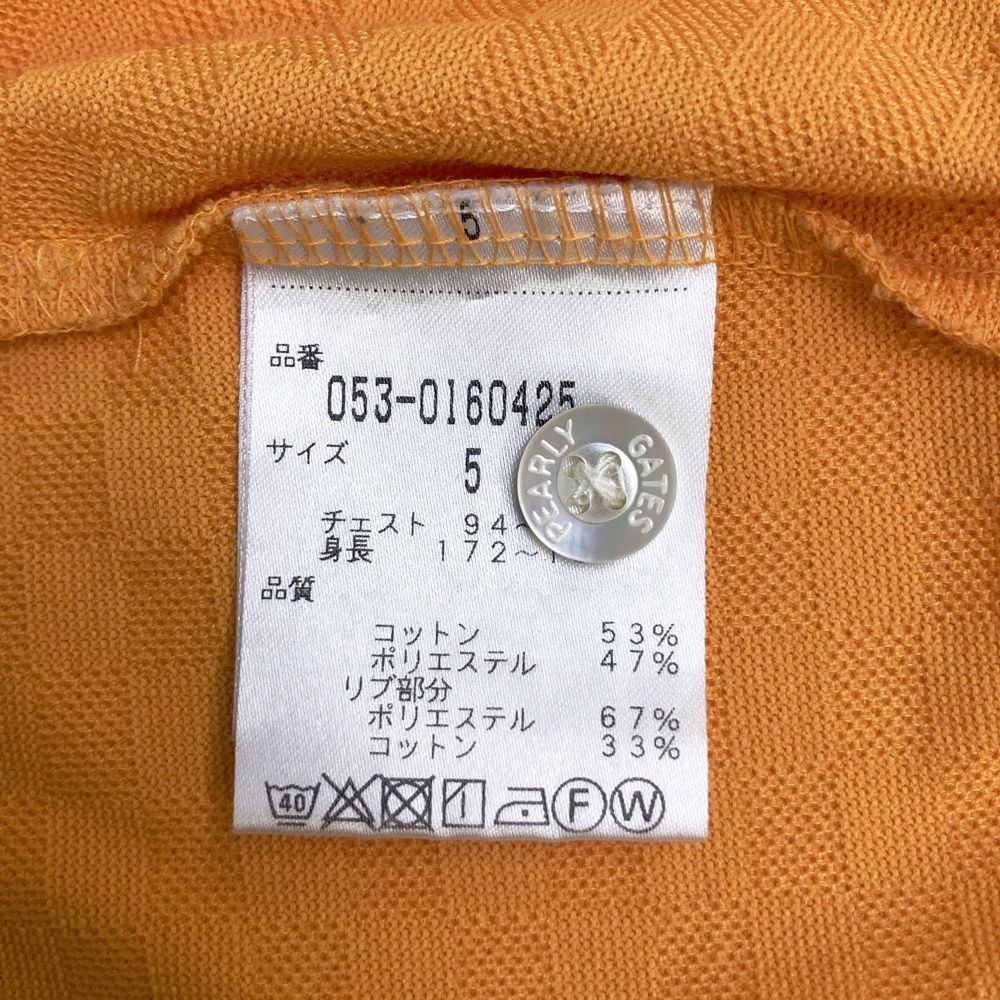 5
品番
053-0160425
サイズ
5
チェスト 94~
身長 172~1
品質
コットン 53%
ポリエステル 47%
リブ部分
ポリエステル 67%
コットン 33%
40 F W
PEARLY GATES